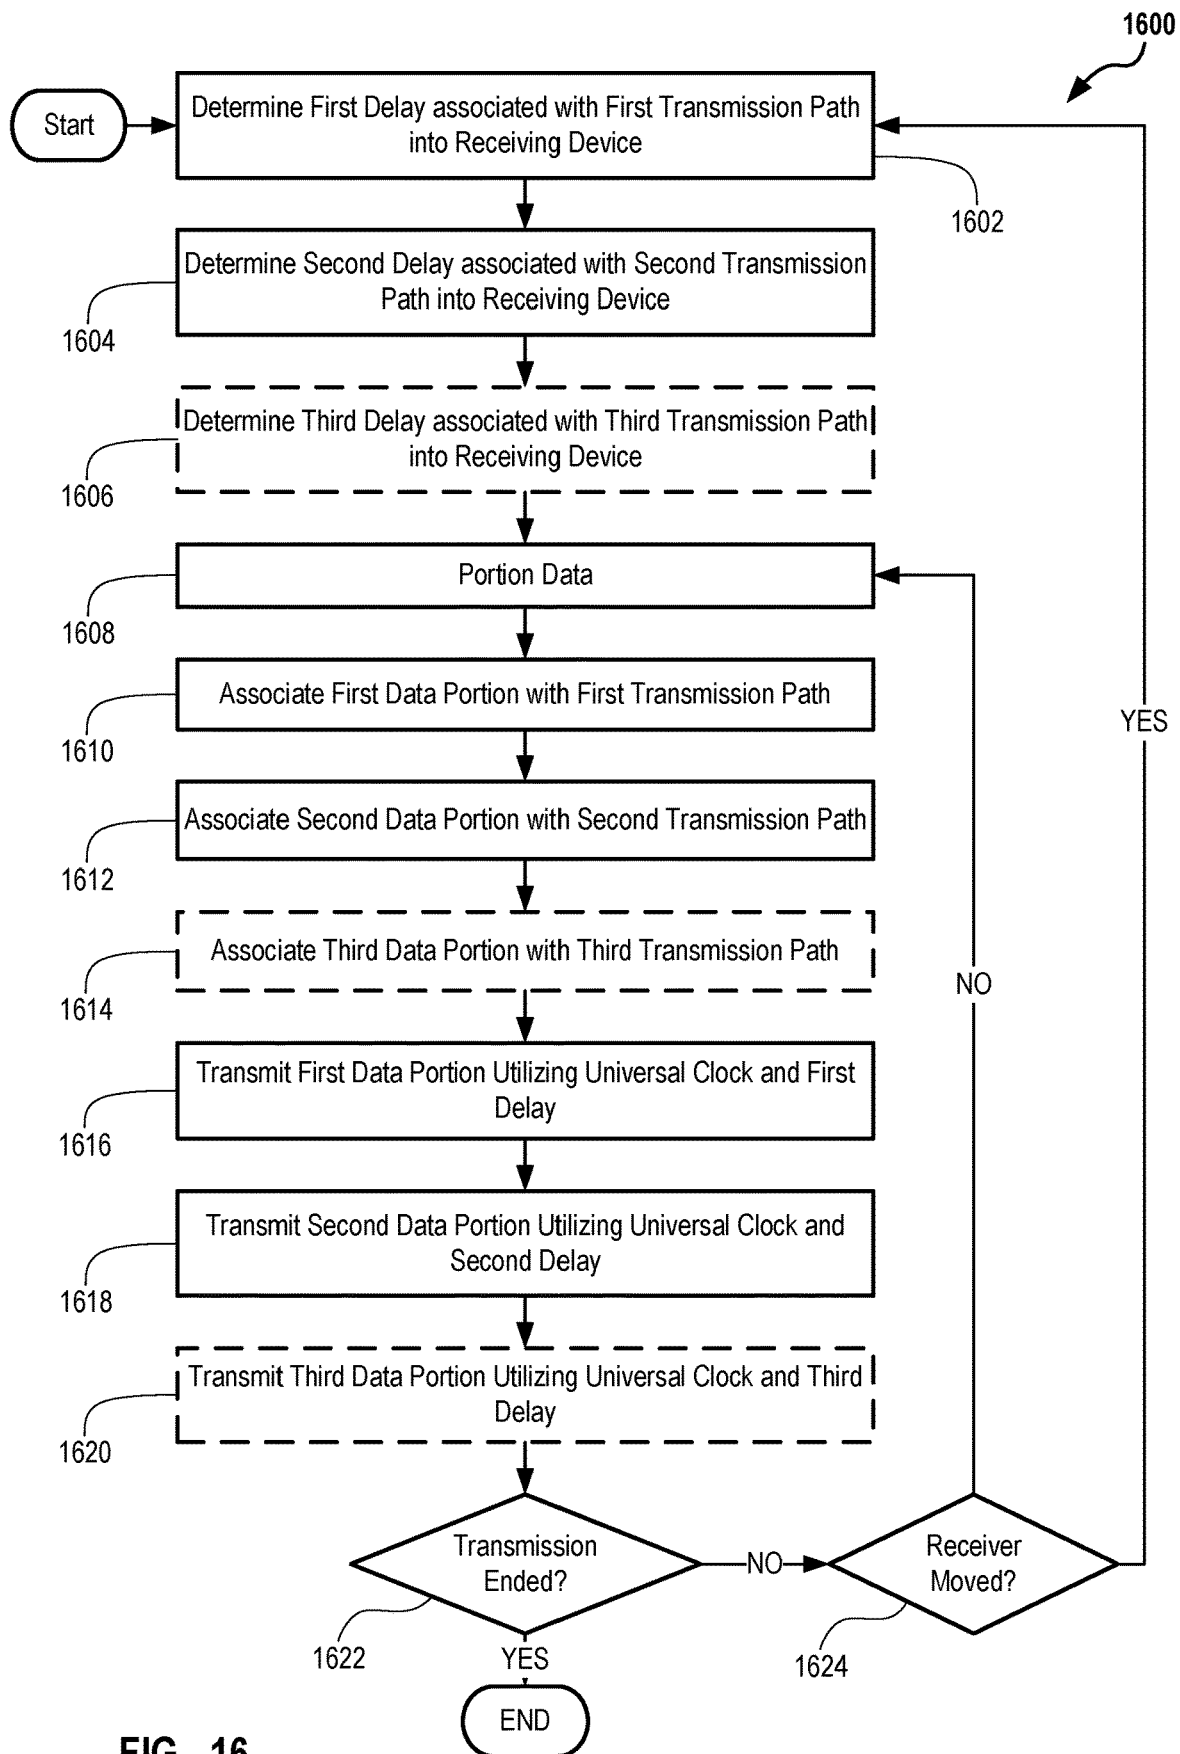 1600
Start
Determine First Delay associated with First Transmission Path
into Receiving Device
1602
Determine Second Delay associated with Second Transmission
Path into Receiving Device
1604
Determine Third Delay associated with Third Transmission Path
into Receiving Device
1606
Portion Data
1608
Associate First Data Portion with First Transmission Path
1610
YES
Associate Second Data Portion with Second Transmission Path
1612
Associate Third Data Portion with Third Transmission Path
1614
NO
Transmit First Data Portion Utilizing Universal Clock and First
Delay
1616
Transmit Second Data Portion Utilizing Universal Clock and
Second Delay
1618
Transmit Third Data Portion Utilizing Universal Clock and Third
Delay
1620
Transmission
Ended?
NO
Receiver
Moved?
1622
YES
1624
END
FIG. 16